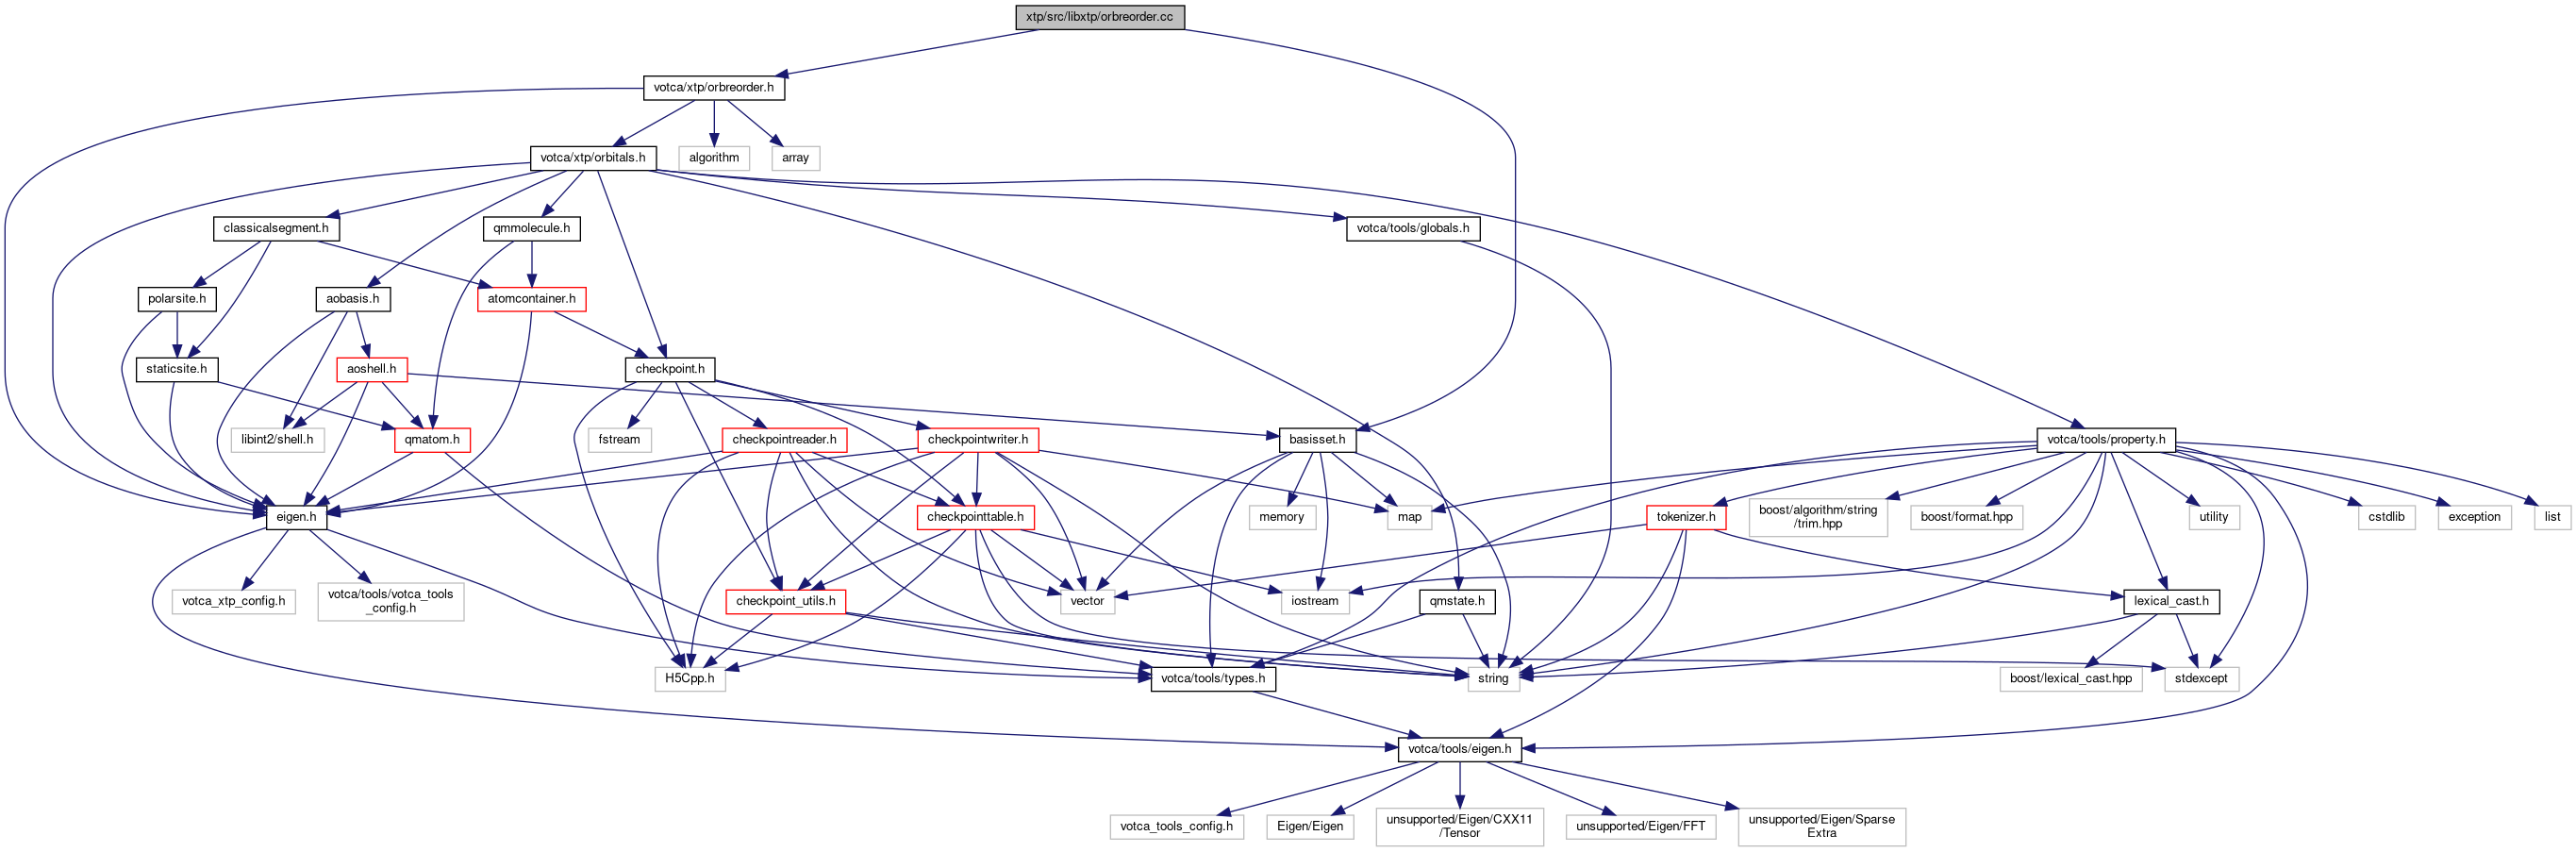 xtp/src/libxtp/orbreorder.cc
votca/xtp/orbreorder.h
votca/xtp/orbitals.h
algorithm
array
classicalsegment.h
qmmolecule.h
votca/tools/globals.h
polarsite.h
aobasis.h
atomcontainer.h
staticsite.h
aoshell.h
checkpoint.h
libint2/shell.h
qmatom.h
fstream
checkpointreader.h
checkpointwriter.h
basisset.h
votca/tools/property.h
eigen.h
checkpointtable.h
memory
map
tokenizer.h
boost/algorithm/string
/trim.hpp
boost/format.hpp
utility
cstdlib
exception
list
votca_xtp_config.h
votca/tools/votca_tools
_config.h
checkpoint_utils.h
vector
iostream
qmstate.h
lexical_cast.h
H5Cpp.h
votca/tools/types.h
string
boost/lexical_cast.hpp
stdexcept
votca/tools/eigen.h
votca_tools_config.h
Eigen/Eigen
unsupported/Eigen/CXX11
/Tensor
unsupported/Eigen/FFT
unsupported/Eigen/Sparse
Extra